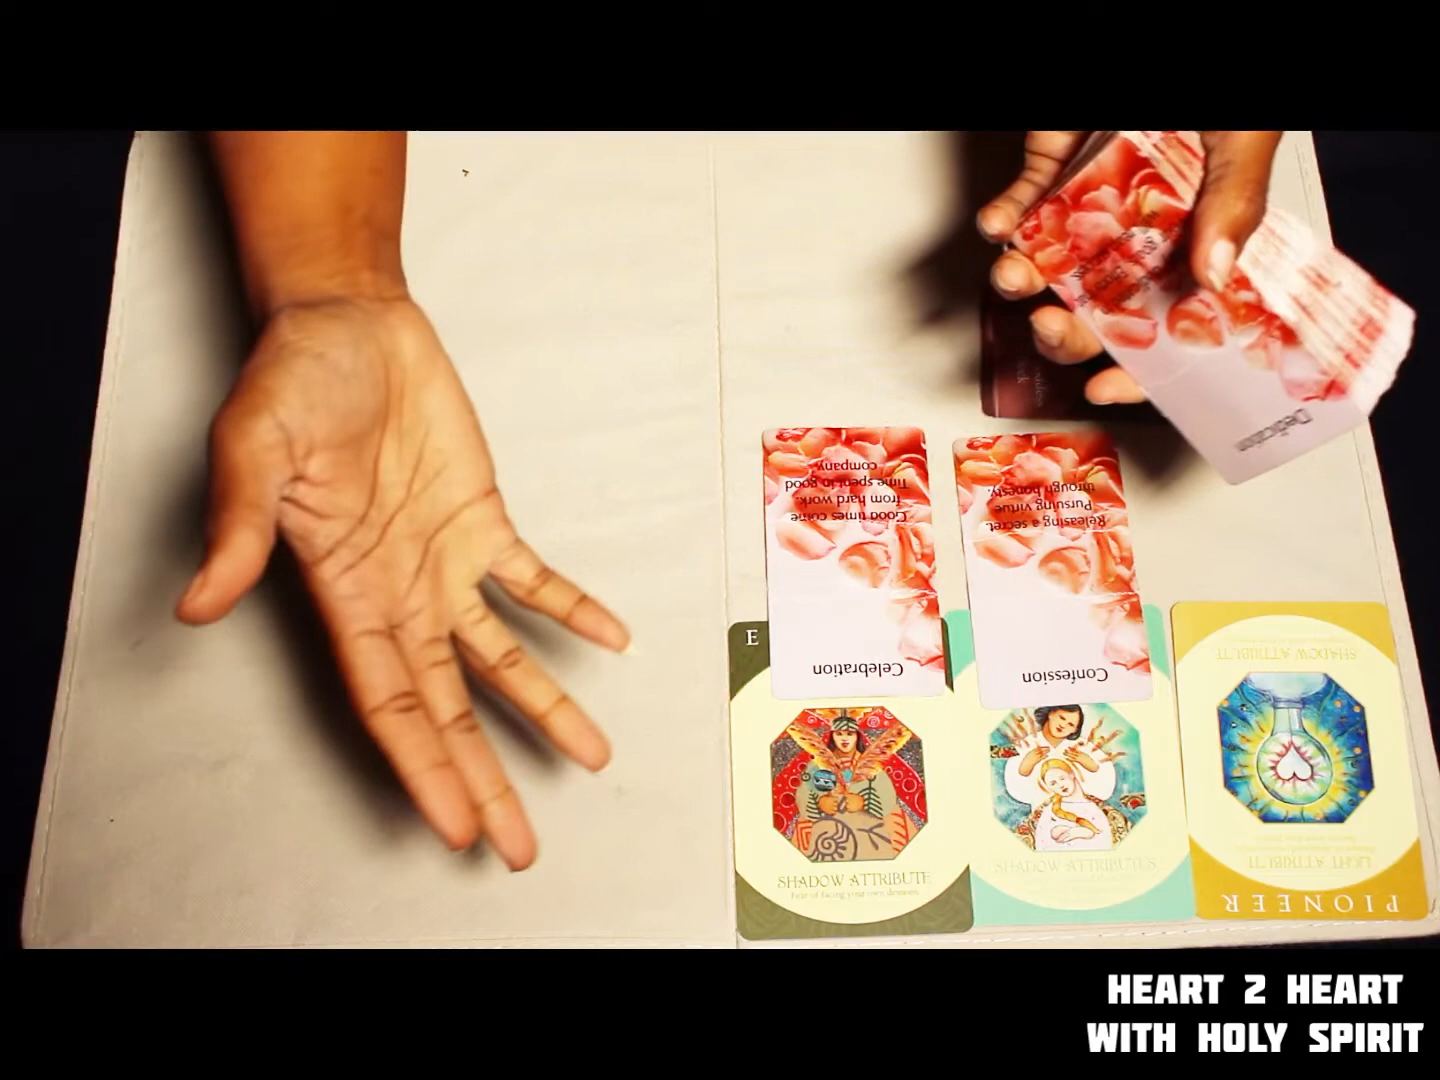 Dedication
Good times come
from hard work.
Time spent in good
company.
Celebration
Releasing a secret.
Pursuing virtue
through honesty.
Confession
E
SHADOW ATTRIBUTE
Fear of facing your own demons.
SHADOW ATTRIBUTES
PIONEER
LIGHT ATTRIBUTE
SHADOW ATTRIBUTE
HEART 2 HEART
WITH HOLY SPIRIT